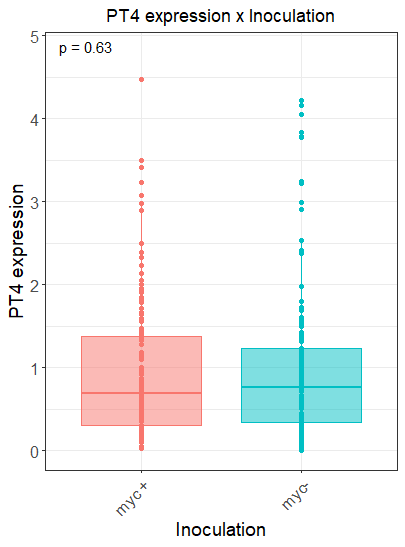 PT4 expression x Inoculation
p = 0.63
5
4
3
2
1
0
PT4 expression
myc+
myc-
Inoculation